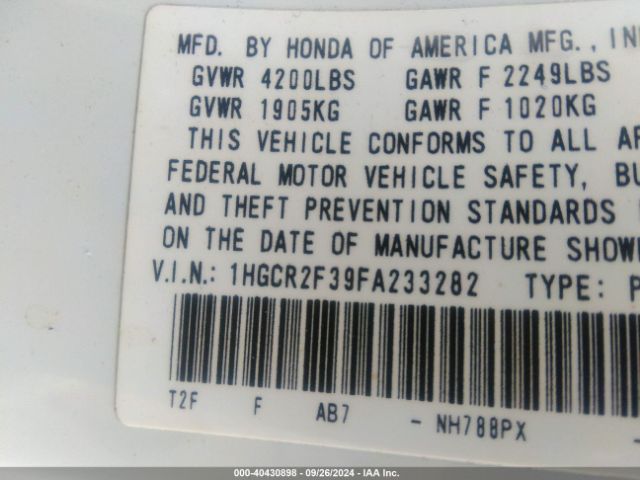 MFD. BY HONDA OF AMERICA MFG.,
GVWR 4200LBS GAWR F 2249LBS
GVWR 1905KG GAWR F 1020KG
THIS VEHICLE CONFORMS TO ALL
FEDERAL MOTOR VEHICLE SAFETY,
AND THEFT PREVENTION STANDARDS
ON THE DATE OF MANUFACTURE
V.I.N.: 1HGCR2F39FA233282 TYPE: P
T2F F AB7 - NH788PX -
000-40430898 - 09/26/2024 - IAA Inc.